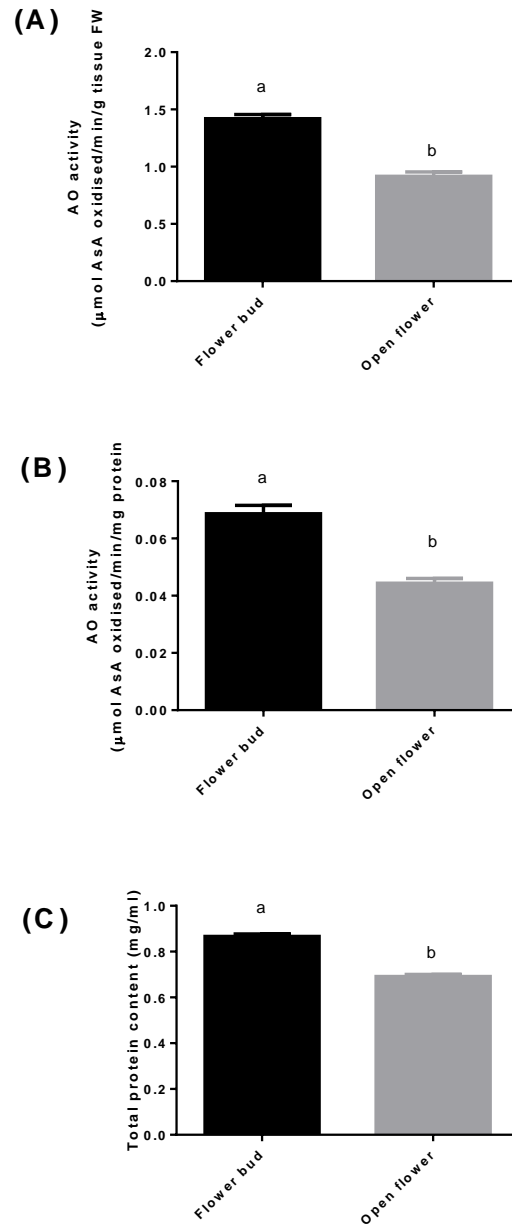 (A)
AO activity
(μmol AsA oxidised/min/g tissue FW
2.0
1.5
1.0
0.5
0.0
a
b
Flower bud
Open flower
(B)
AO activity
(μmol AsA oxidised/min/mg protein
0.08
0.06
0.04
0.02
0.00
a
b
Flower bud
Open flower
(C)
Total protein content (mg/ml)
1.0
0.8
0.6
0.4
0.2
0.0
a
b
Flower bud
Open flower